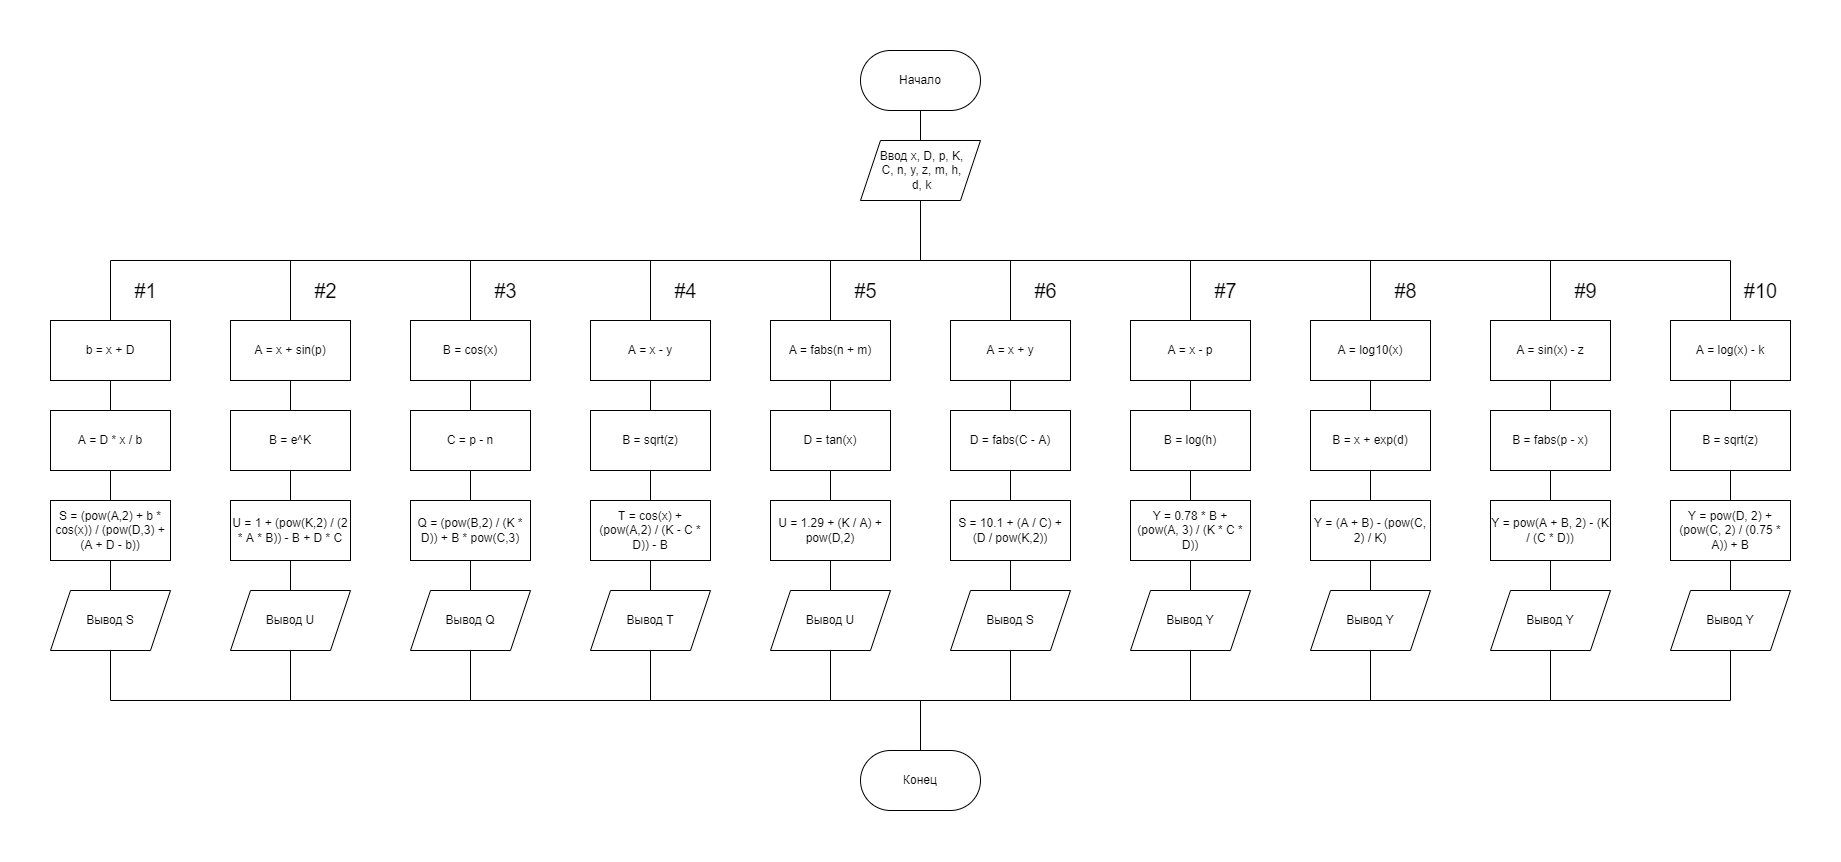 Начало
Ввод x, D, p, K,
C, n, y, z, m, h,
d, k
#1
#2
#3
#4
#5
#6
#7
#8
#9
#10
b = x + D
A = x + sin(p)
B = cos(x)
A = x - y
A = fabs(n + m)
A = x + y
A = x - p
A = log10(x)
A = sin(x) - z
A = log(x) - k
A = D * x / b
B = e^K
C = p - n
B = sqrt(z)
D = tan(x)
D = fabs(C - A)
B = log(h)
B = x + exp(d)
B = fabs(p - x)
B = sqrt(z)
S = (pow(A,2) + b *
cos(x)) / (pow(D,3) +
(A + D - b))
U = 1 + (pow(K,2) / (2
* A * B)) - B + D * C
Q = (pow(B,2) / (K *
D)) + B * pow(C,3)
T = cos(x) +
(pow(A,2) / (K - C *
D)) - B
U = 1.29 + (K / A) +
pow(D,2)
S = 10.1 + (A / C) +
(D / pow(K,2))
Y = 0.78 * B +
(pow(A, 3) / (K * C *
D))
Y = (A + B) - (pow(C,
2) / K)
Y = pow(A + B, 2) - (K
/ (C * D))
Y = pow(D, 2) +
(pow(C, 2) / (0.75 *
A)) + B
Вывод S
Вывод U
Вывод Q
Вывод T
Вывод U
Вывод S
Вывод Y
Вывод Y
Вывод Y
Вывод Y
Конец